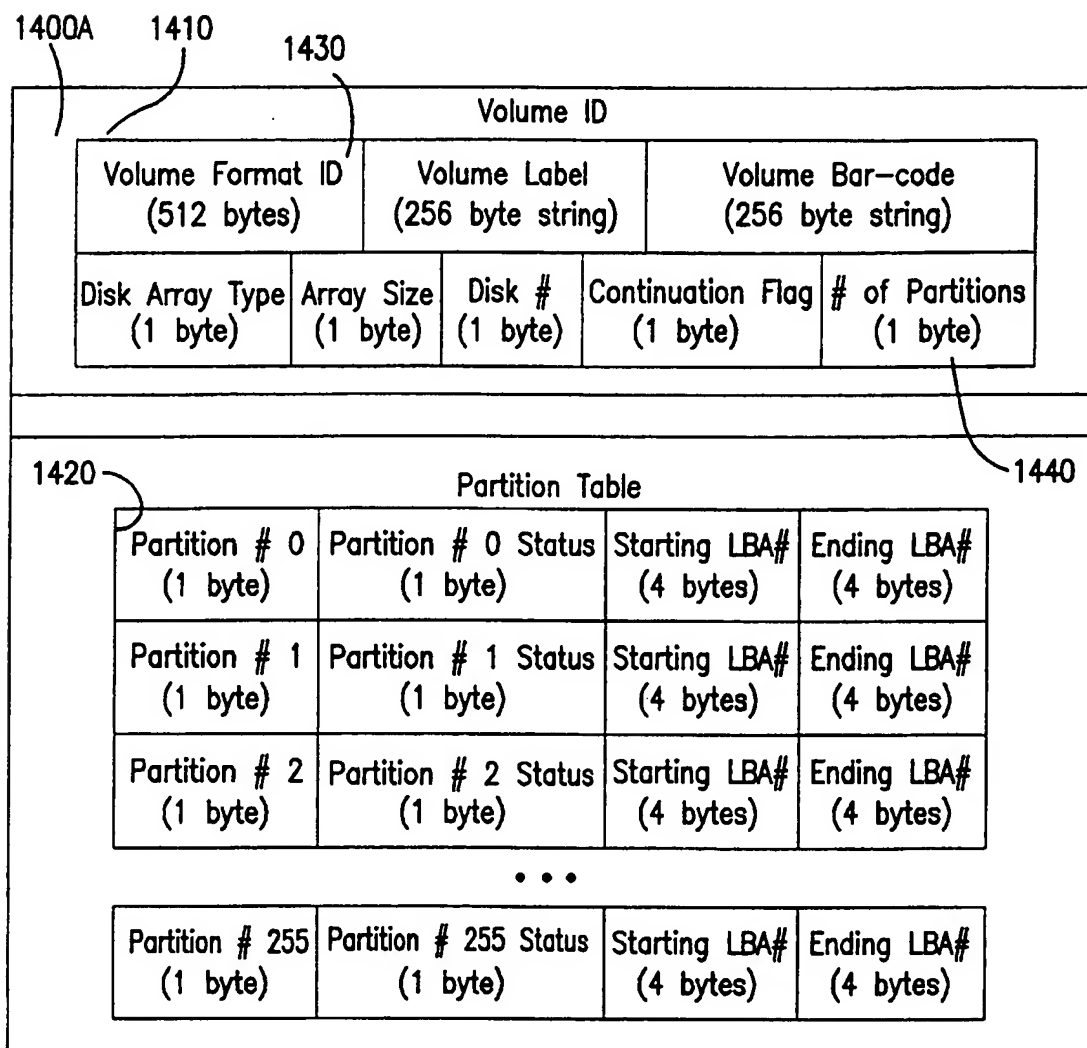 1400A 1410 1430
Volume ID
Volume Format ID Volume Label Volume Bar-code
(512 bytes) (256 byte string) (256 byte string)
Disk Array Type Array Size Disk # Continuation Flag # of Partitions
(1 byte) (1 byte) (1 byte) (1 byte) (1 byte)
1420 1440
Partition Table
Partition # 0 Partition # 0 Status Starting LBA# Ending LBA#
(1 byte) (1 byte) (4 bytes) (4 bytes)
Partition # 1 Partition # 1 Status Starting LBA# Ending LBA#
(1 byte) (1 byte) (4 bytes) (4 bytes)
Partition # 2 Partition # 2 Status Starting LBA# Ending LBA#
(1 byte) (1 byte) (4 bytes) (4 bytes)
• • •
Partition # 255 Partition # 255 Status Starting LBA# Ending LBA#
(1 byte) (1 byte) (4 bytes) (4 bytes)